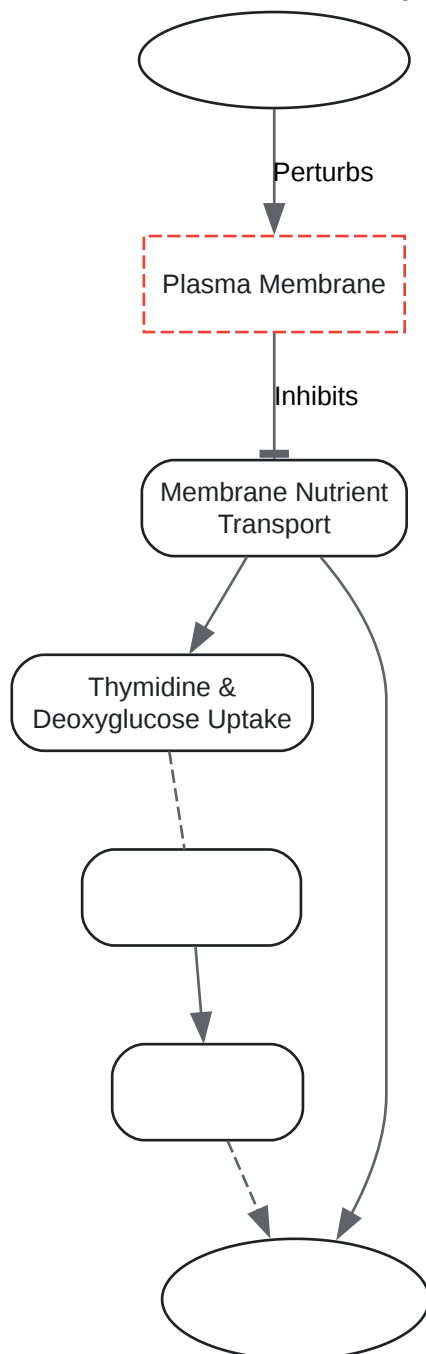 Perturbs
Plasma Membrane
Inhibits
Membrane Nutrient
Transport
Thymidine &
Deoxyglucose Uptake